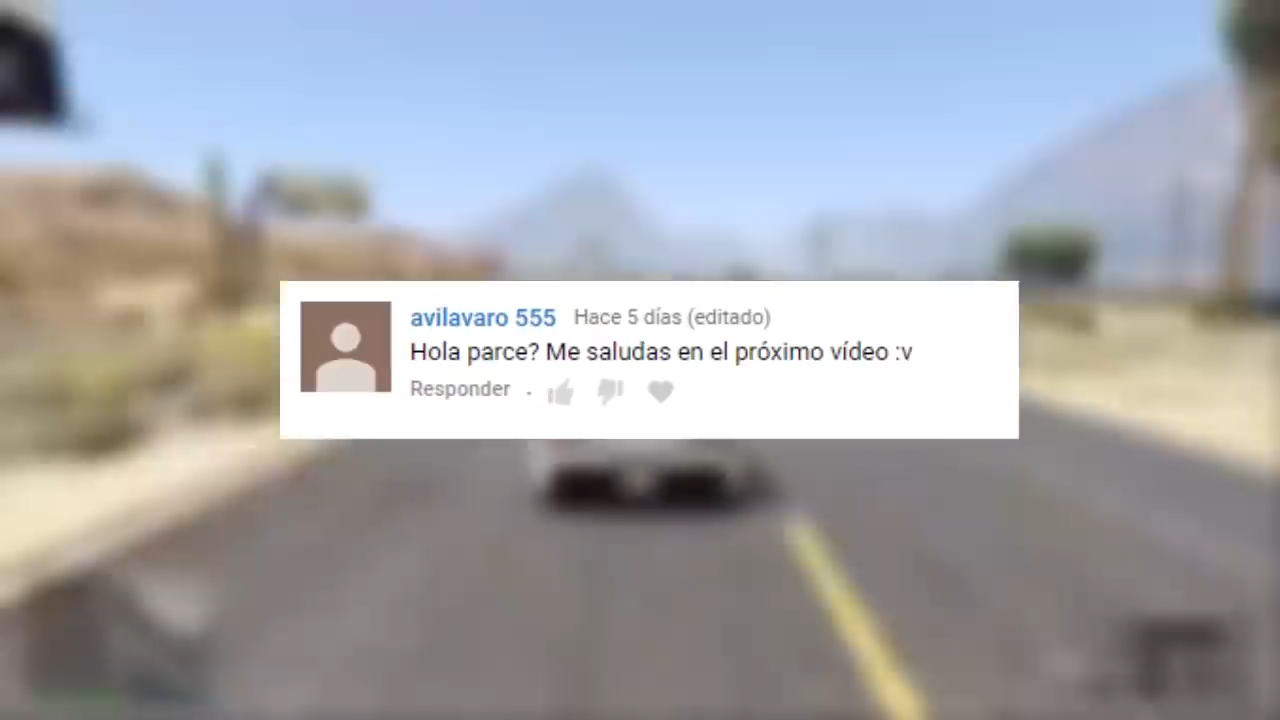 avilavaro 555 Hace 5 días (editado)
Hola parce? Me saludas en el próximo vídeo :v
Responder .